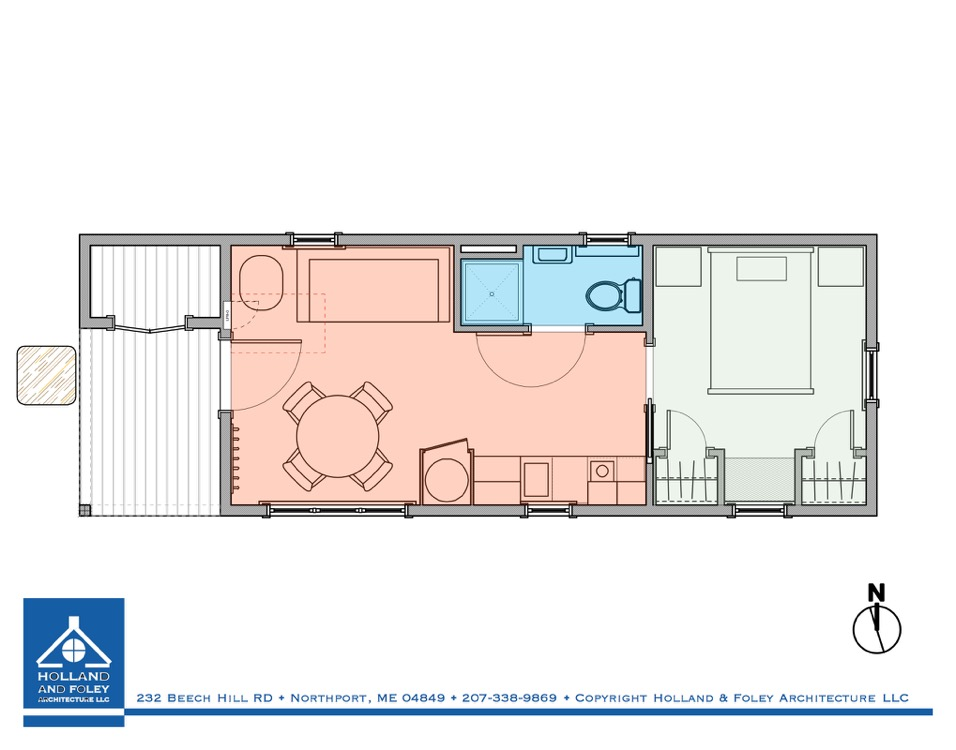 N
HOLLAND
AND FOLEY
ARCHITECTURE LLC
232 BEECH HILL RD + NORTHPORT, ME 04849 + 207-338-9869 + COPYRIGHT HOLLAND & FOLEY ARCHITECTURE LLC